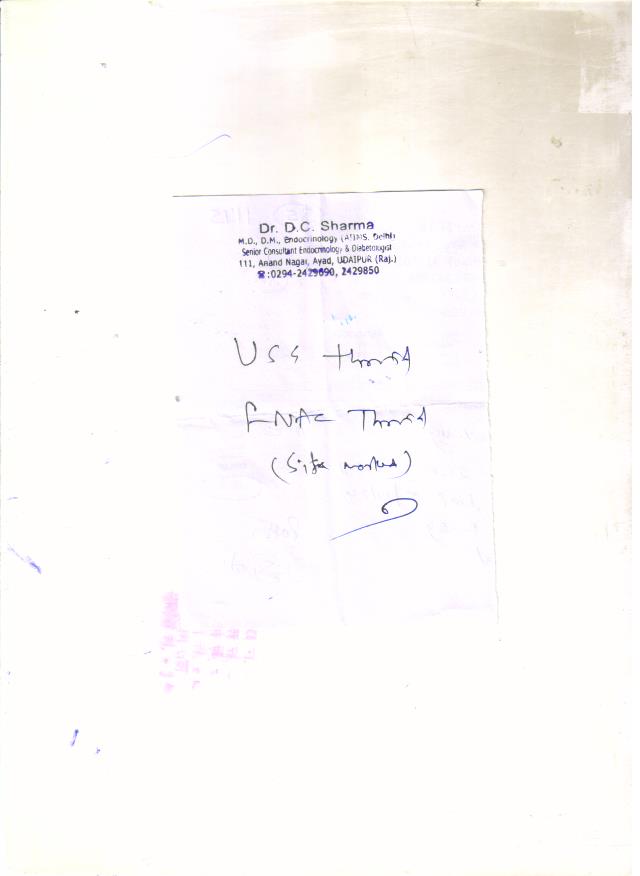 Dr. D.C. Sharma
M.D., D.M., Endocrinology (AIIMS, Delhi)
Senior Consultant Endocrinology & Diabetologist
111, Anand Nagar, Ayad, UDAIPUR (Raj.)
☎:0294-2429690, 2429850
USG Thyroid
FNAC Thyroid
(Site marked)